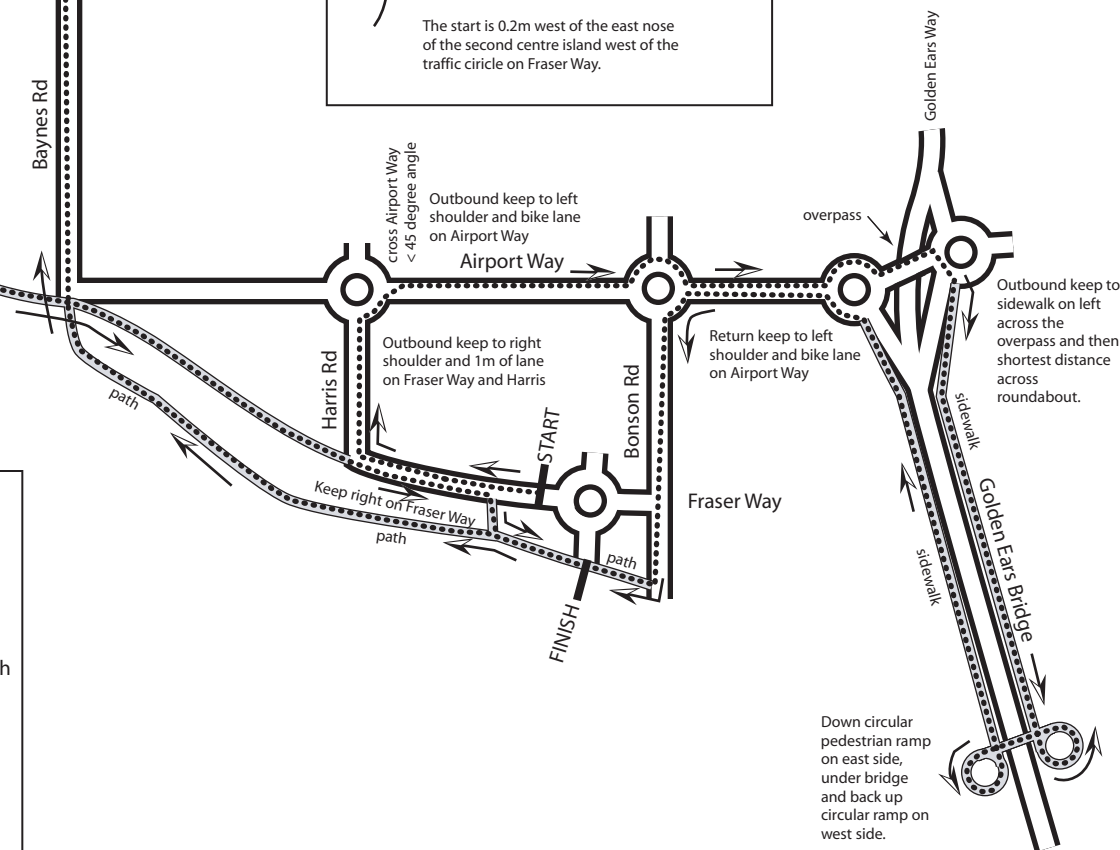 The start is 0.2m west of the east nose
of the second centre island west of the
traffic ciricle on Fraser Way.
Golden Ears Way
Baynes Rd
cross Airport Way
< 45 degree angle
Outbound keep to left
shoulder and bike lane
on Airport Way
Airport Way
overpass
Outbound keep to
sidewalk on left
across the
overpass and then
shortest distance
across
roundabout.
Harris Rd
Outbound keep to right
shoulder and 1m of lane
on Fraser Way and Harris
Return keep to left
shoulder and bike lane
on Airport Way
Bonson Rd
path
START
sidewalk
Keep right on Fraser Way
Fraser Way
Golden Ears Bridge
path
path
sidewalk
FINISH
h
Down circular
pedestrian ramp
on east side,
under bridge
and back up
circular ramp on
west side.